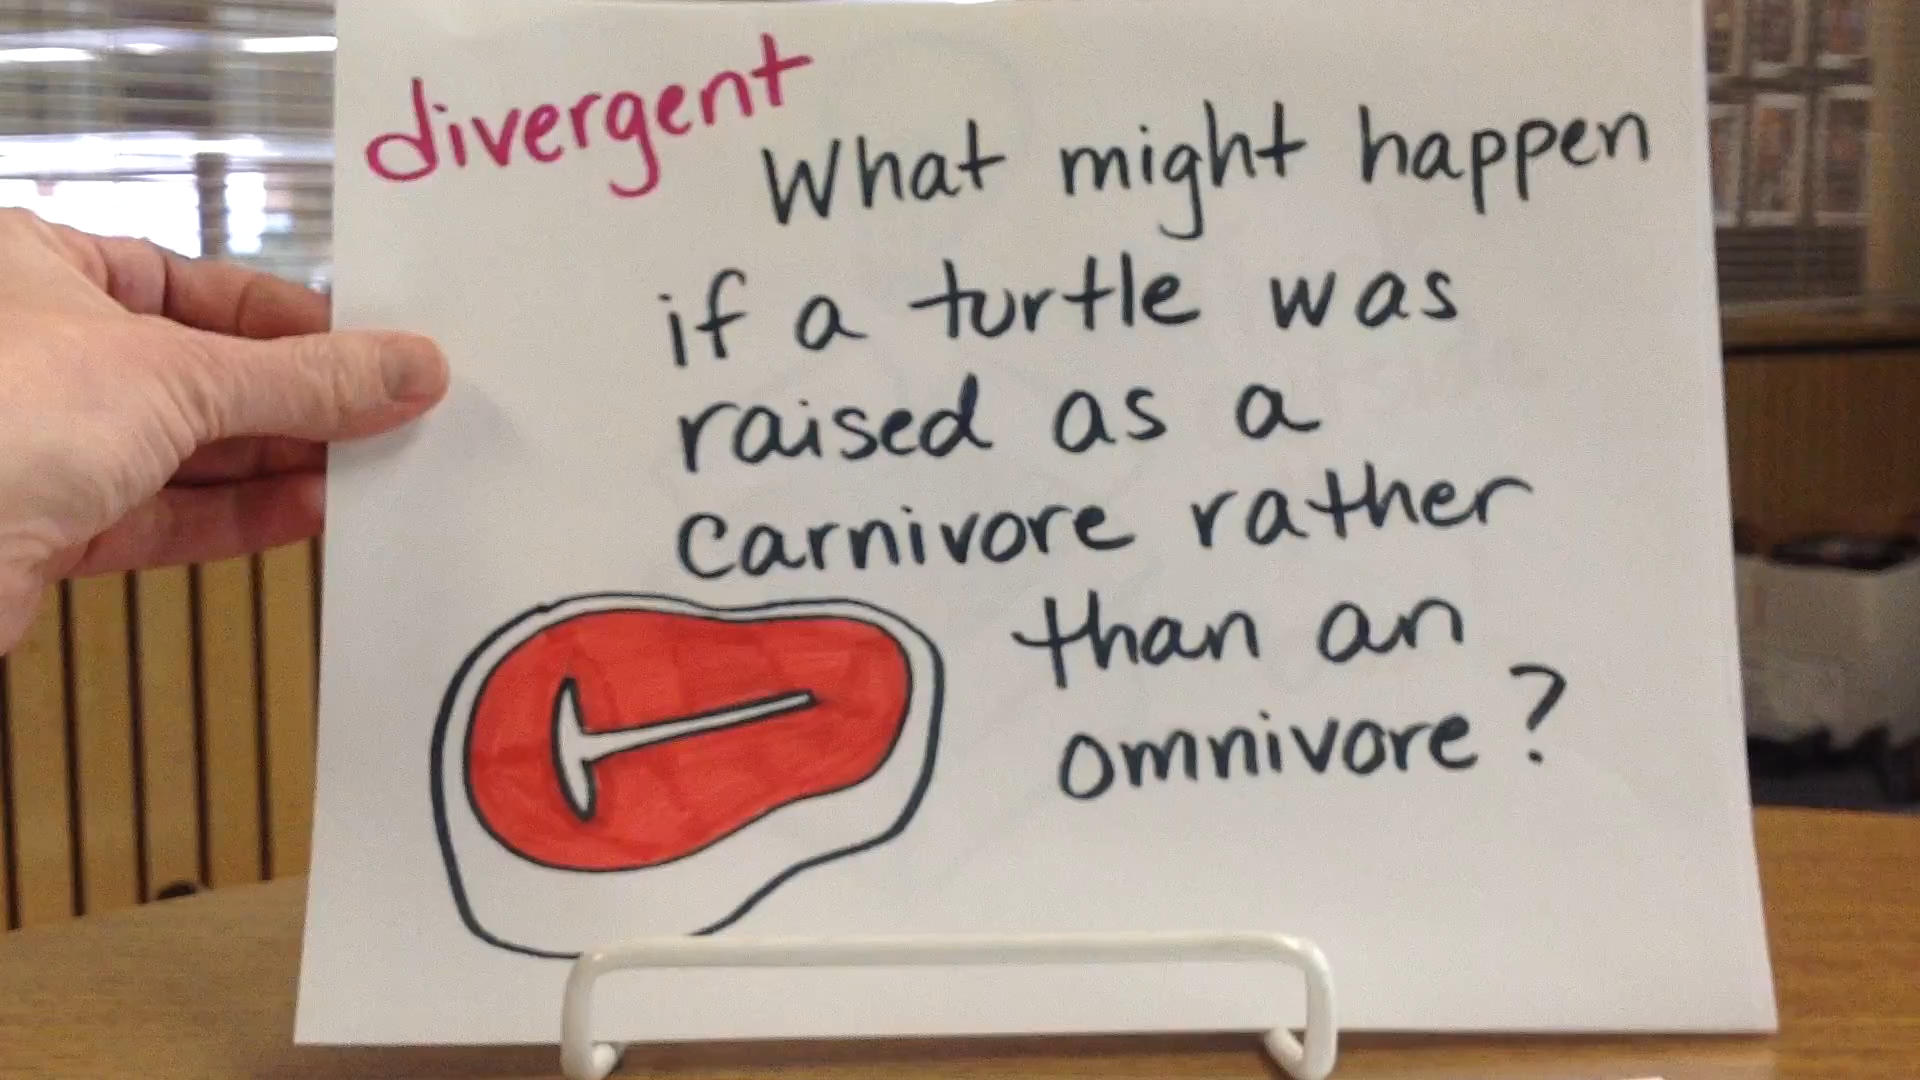 divergent
What might happen
if a turtle was
raised as a
carnivore rather
than an
omnivore?